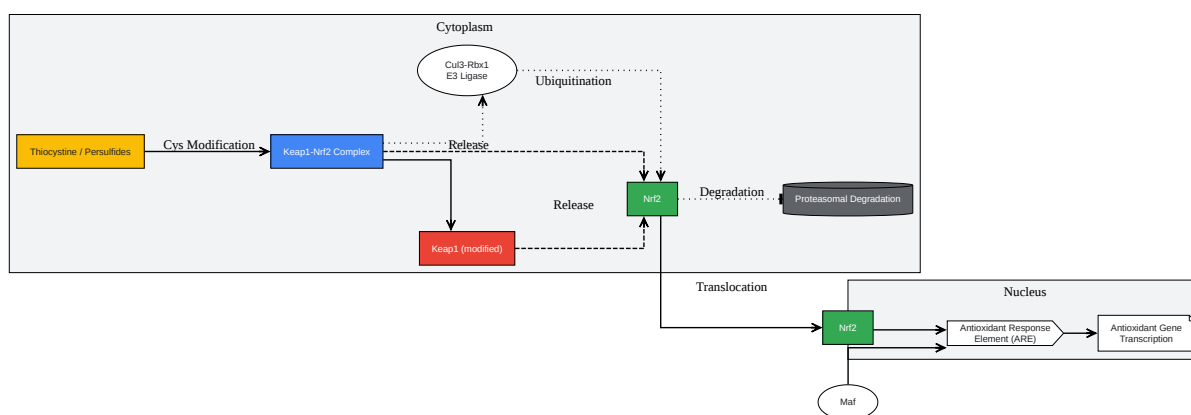 Cytoplasm
Cul3-Rbx1
E3 Ligase
Ubiquitination
Thiocystine / Persulfides
Cys Modification
Keap1-Nrf2 Complex
Release
Nrf2
Degradation
Proteasomal Degradation
Release
Keap1 (modified)
Translocation
Nucleus
Nrf2
Antioxidant Response
Element (ARE)
Antioxidant Gene
Transcription
Maf